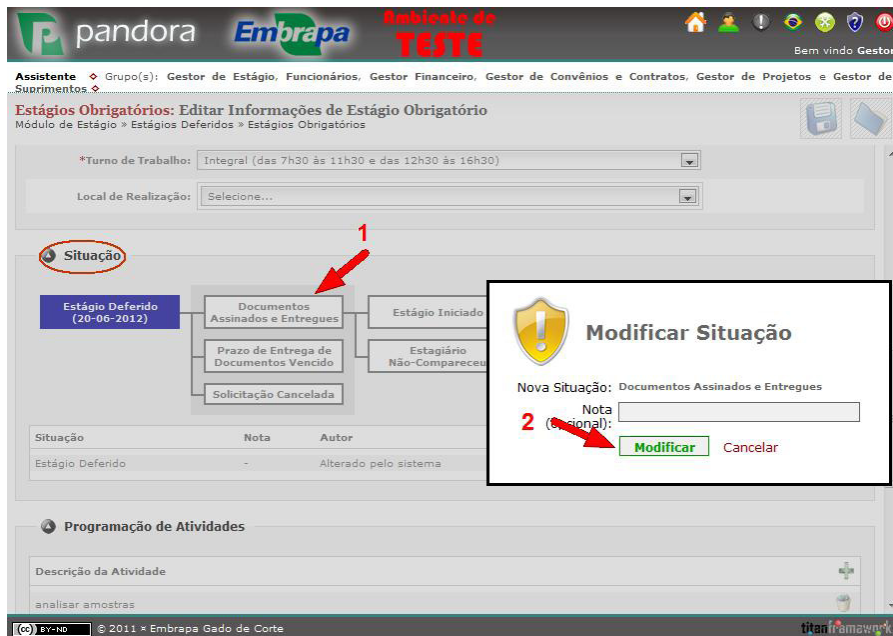 pandora Embrapa Ambiente de TESTE
Bem vindo Gestor
Assistente Grupo(s): Gestor de Estágio, Funcionários, Gestor Financeiro, Gestor de Convênios e Contratos, Gestor de Projetos e Gestor de
Suprimentos
Estágios Obrigatórios: Editar Informações de Estágio Obrigatório
Módulo de Estágio » Estágios Deferidos » Estágios Obrigatórios
*Turno de Trabalho: Integral (das 7h30 às 11h30 e das 12h30 às 16h30)
Local de Realização: Selecione...
1
Situação
Estágio Deferido
(20-06-2012)
Documentos
Assinados e Entregues
Estágio Iniciado
Prazo de Entrega de
Documentos Vencido
Estagiário
Não-Compareceu
Solicitação Cancelada
Situação Nota Autor
Estágio Deferido - Alterado pelo sistema
Modificar Situação
Nova Situação: Documentos Assinados e Entregues
Nota
(Opcional):
2
Modificar Cancelar
Programação de Atividades
Descrição da Atividade
analisar amostras
(cc) BY-ND © 2011 × Embrapa Gado de Corte
titanframework